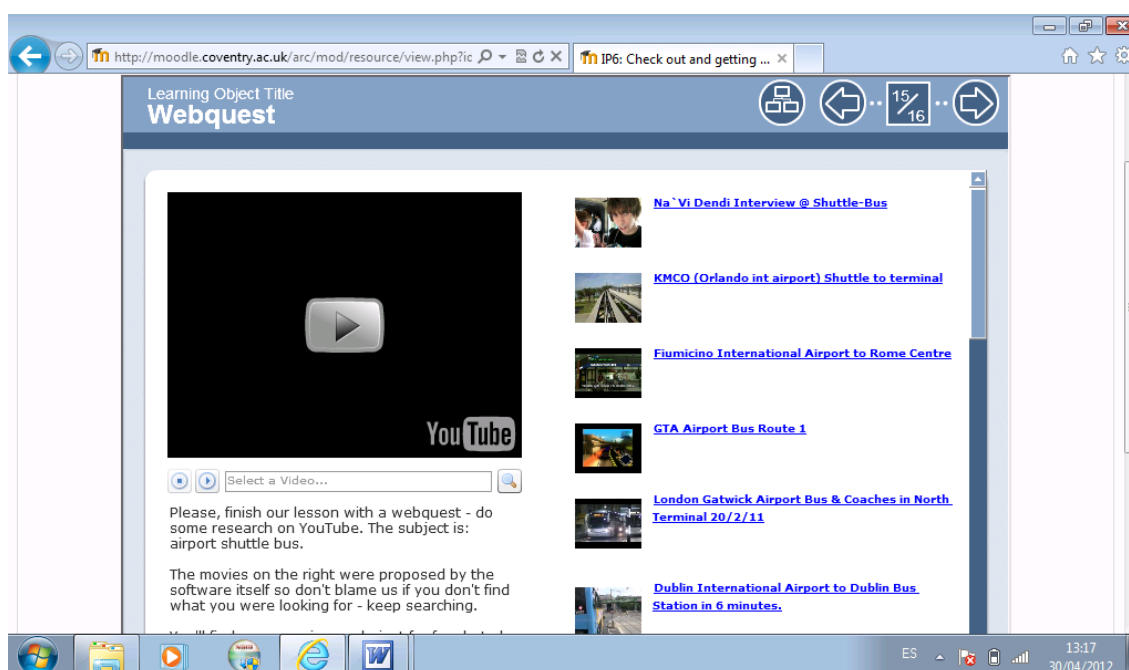 http://moodle.coventry.ac.uk/arc/mod/resource/view.php?ic
IP6: Check out and getting ...
Learning Object Title
Webquest
15/16
YouTube
Select a Video...
Please, finish our lesson with a webquest - do
some research on YouTube. The subject is:
airport shuttle bus.
The movies on the right were proposed by the
software itself so don't blame us if you don't find
what you were looking for - keep searching.
Na`Vi Dendi Interview @ Shuttle-Bus
KMCO (Orlando int airport) Shuttle to terminal
Fiumicino International Airport to Rome Centre
GTA Airport Bus Route 1
London Gatwick Airport Bus & Coaches in North
Terminal 20/2/11
Dublin International Airport to Dublin Bus
Station in 6 minutes.
ES
13:17
30/04/2012